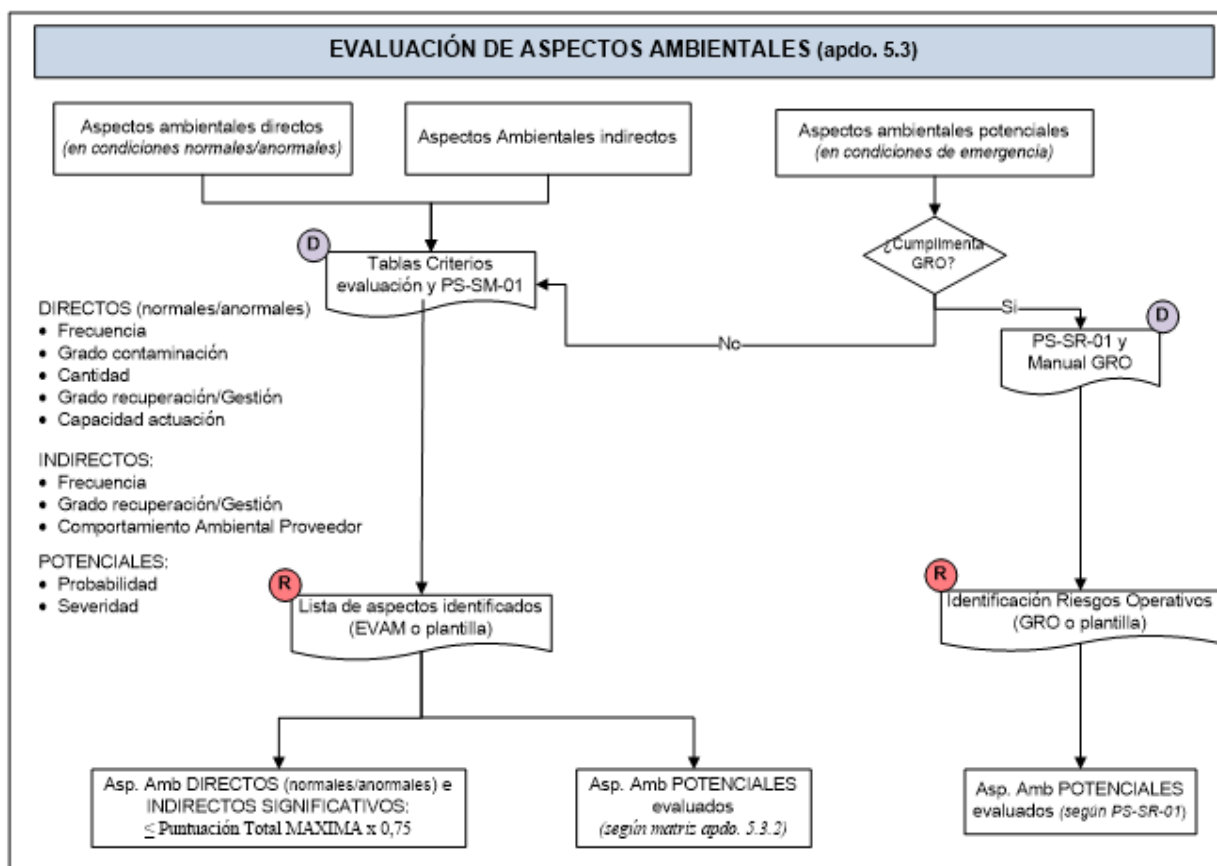 EVALUACIÓN DE ASPECTOS AMBIENTALES (apdo. 5.3)
Aspectos ambientales directos
(en condiciones normales/anormales)
Aspectos Ambientales indirectos
Aspectos ambientales potenciales
(en condiciones de emergencia)
¿Cumplimenta
GRO?
D
Tablas Criterios
evaluación y PS-SM-01
No
Si
D
PS-SR-01 y
Manual GRO
DIRECTOS (normales/anormales)
• Frecuencia
• Grado contaminación
• Cantidad
• Grado recuperación/Gestión
• Capacidad actuación
INDIRECTOS:
• Frecuencia
• Grado recuperación/Gestión
• Comportamiento Ambiental Proveedor
POTENCIALES:
• Probabilidad
• Severidad
R
Lista de aspectos identificados
(EVAM o plantilla)
R
Identificación Riesgos Operativos
(GRO o plantilla)
Asp. Amb DIRECTOS (normales/anormales) e
INDIRECTOS SIGNIFICATIVOS:
≤ Puntuación Total MAXIMA x 0,75
Asp. Amb POTENCIALES
evaluados
(según matriz apdo. 5.3.2)
Asp. Amb POTENCIALES
evaluados (según PS-SR-01)